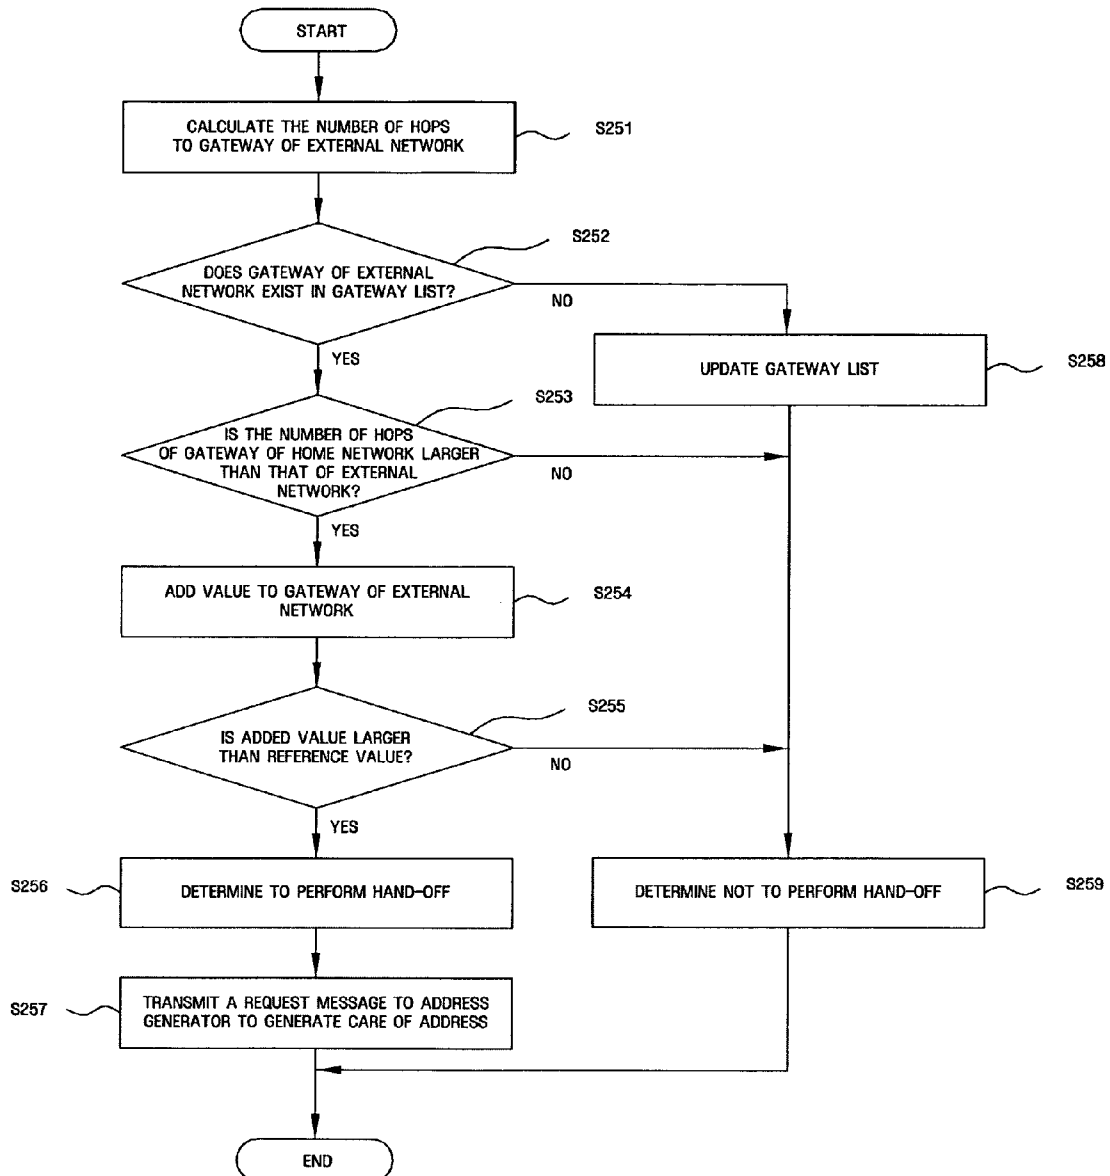 START
CALCULATE THE NUMBER OF HOPS
TO GATEWAY OF EXTERNAL NETWORK
S251
S252
DOES GATEWAY OF EXTERNAL
NETWORK EXIST IN GATEWAY LIST?
NO
YES
UPDATE GATEWAY LIST
S258
S253
IS THE NUMBER OF HOPS
OF GATEWAY OF HOME NETWORK LARGER
THAN THAT OF EXTERNAL
NETWORK?
NO
YES
ADD VALUE TO GATEWAY OF EXTERNAL
NETWORK
S254
S255
IS ADDED VALUE LARGER
THAN REFERENCE VALUE?
NO
YES
S256
DETERMINE TO PERFORM HAND-OFF
DETERMINE NOT TO PERFORM HAND-OFF
S259
S257
TRANSMIT A REQUEST MESSAGE TO ADDRESS
GENERATOR TO GENERATE CARE OF ADDRESS
END